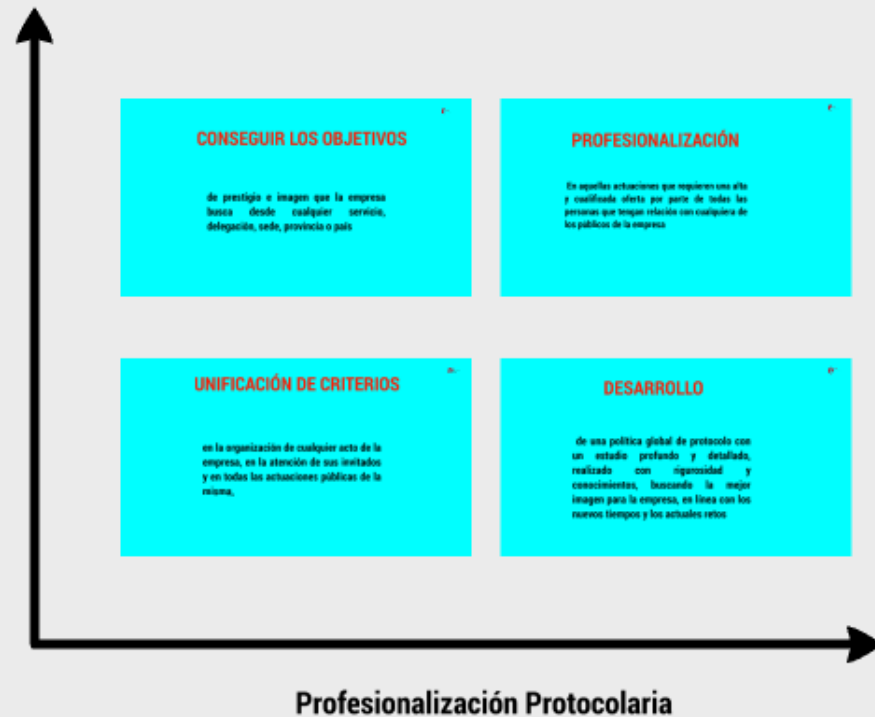 CONSEGUIR LOS OBJETIVOS
de prestigio e imagen que la empresa
busca desde cualquier servicio,
delegación, sede, provincia o país
PROFESIONALIZACIÓN
En aquellas actuaciones que requieren una alta
y cualificada oferta por parte de todas las
personas que tengan relación con cualquiera de
los públicos de la empresa
UNIFICACIÓN DE CRITERIOS
en la organización de cualquier acto de la
empresa, en la atención de sus invitados
y en todas las actuaciones públicas de la
misma,
DESARROLLO
de una política global de protocolo con
un estudio profundo y detallado,
realizado con rigurosidad y
conocimientos, buscando la mejor
imagen para la empresa, en línea con los
nuevos tiempos y los actuales retos
Profesionalización Protocolaria